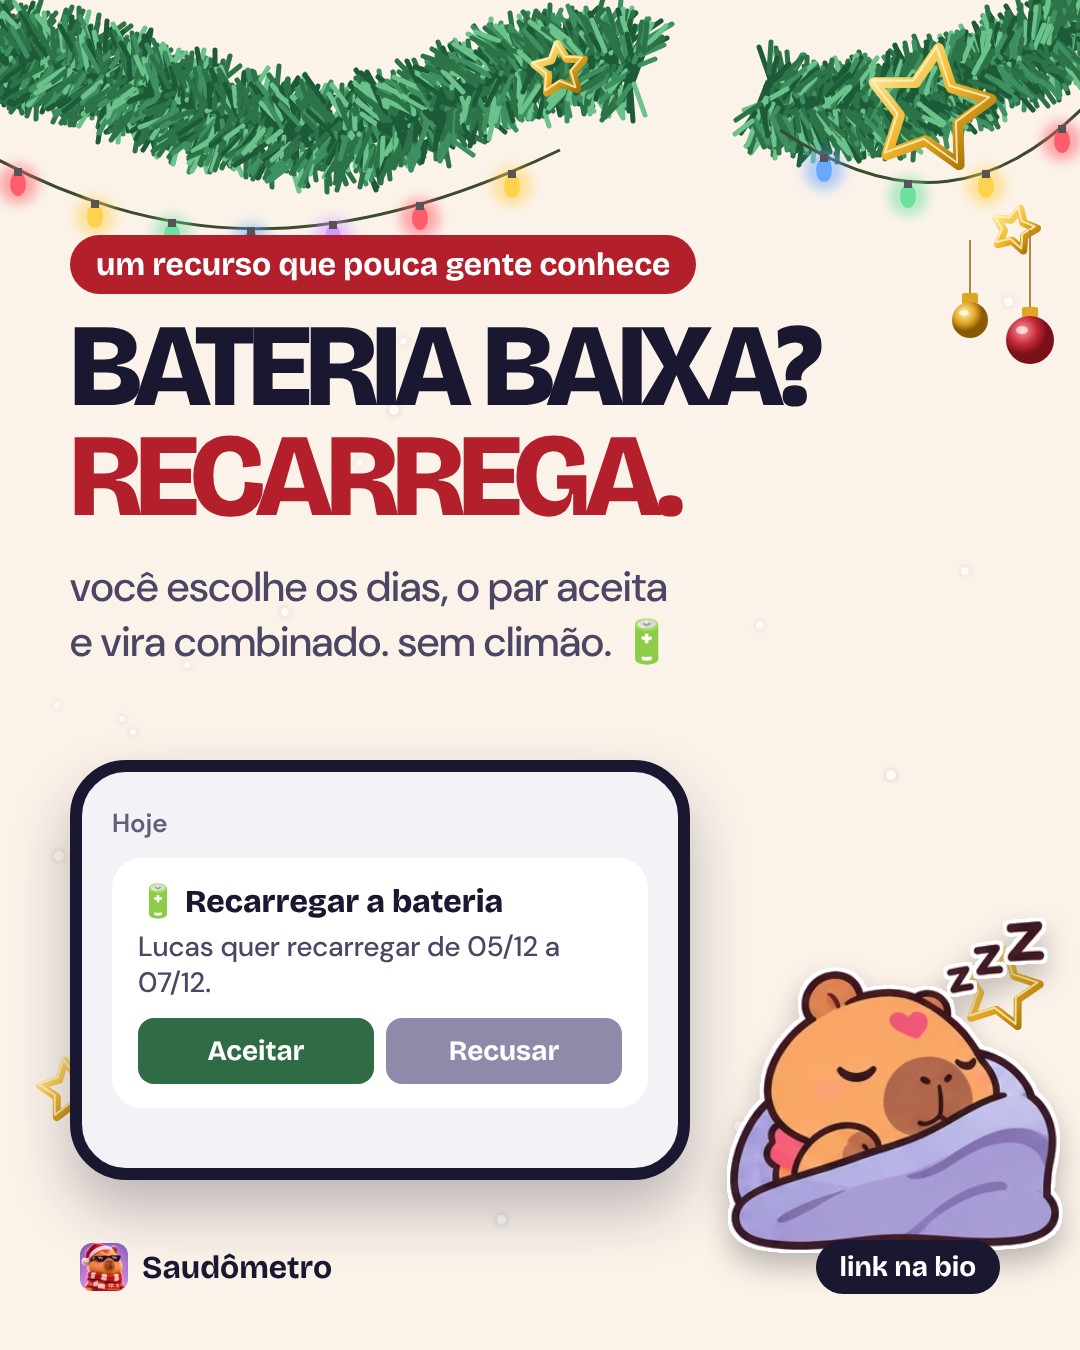 um recurso que pouca gente conhece
BATERIA BAIXA?
RECARREGA.
você escolhe os dias, o par aceita
e vira combinado. sem climão. 🔋
Hoje
🔋 Recarregar a bateria
Lucas quer recarregar de 05/12 a
07/12.
Aceitar
Recusar
z z z
Saudômetro
link na bio